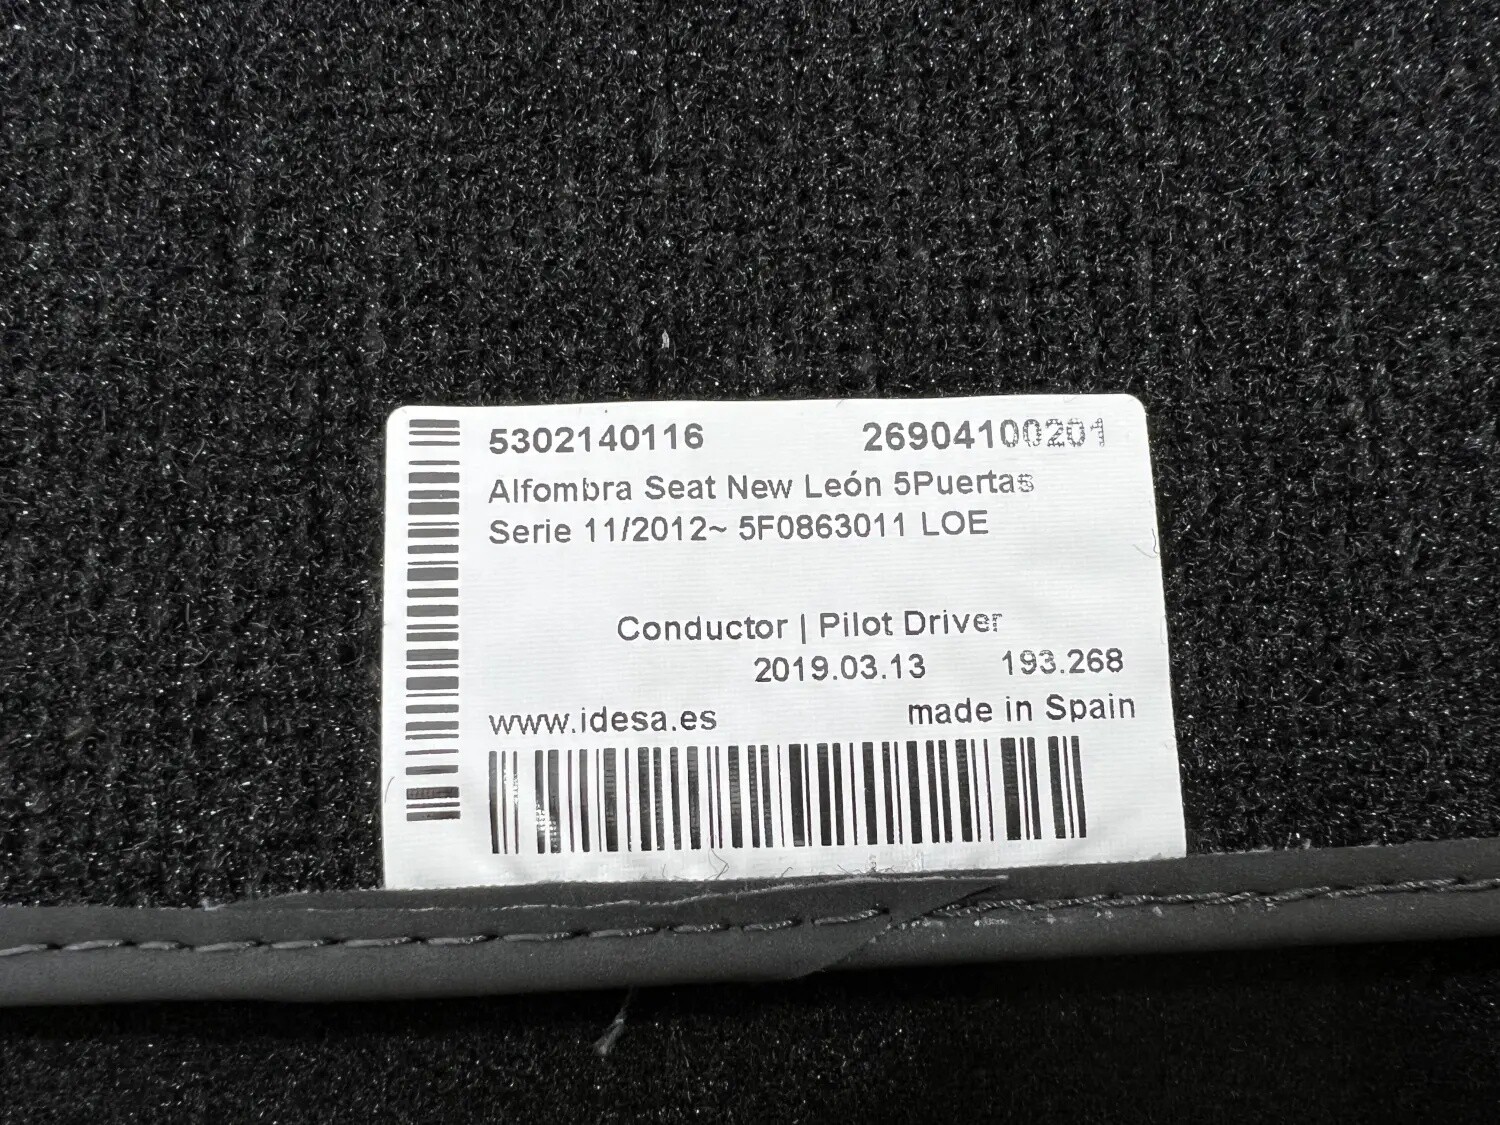 5302140116 26904100201
Alfombra Seat New León 5Puertas
Serie 11/2012~ 5F0863011 LOE
Conductor | Pilot Driver
2019.03.13 193.268
www.idesa.es made in Spain